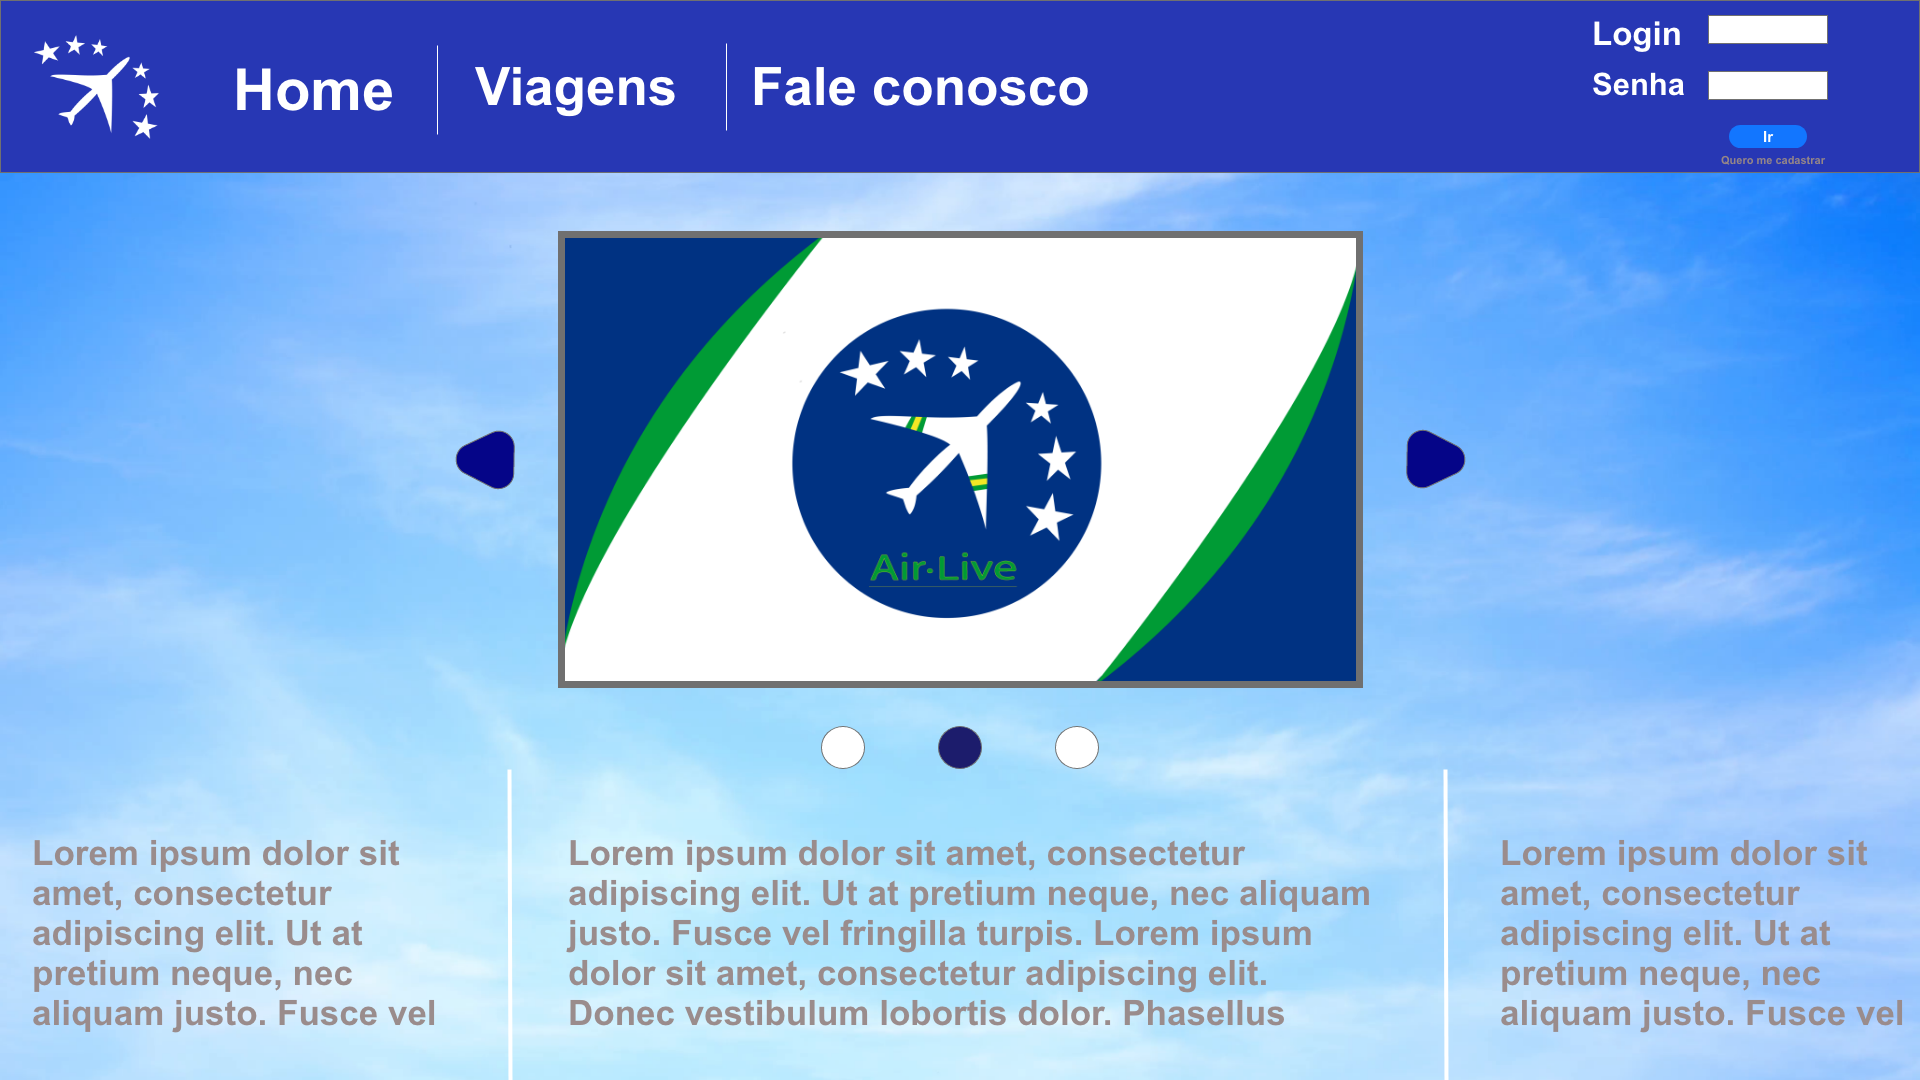 Home
Viagens
Fale conosco
Login
Senha
Ir
Quero me cadastrar
Air·Live
Lorem ipsum dolor sit
amet, consectetur
adipiscing elit. Ut at
pretium neque, nec
aliquam justo. Fusce vel
Lorem ipsum dolor sit amet, consectetur
adipiscing elit. Ut at pretium neque, nec aliquam
justo. Fusce vel fringilla turpis. Lorem ipsum
dolor sit amet, consectetur adipiscing elit.
Donec vestibulum lobortis dolor. Phasellus
Lorem ipsum dolor sit
amet, consectetur
adipiscing elit. Ut at
pretium neque, nec
aliquam justo. Fusce vel